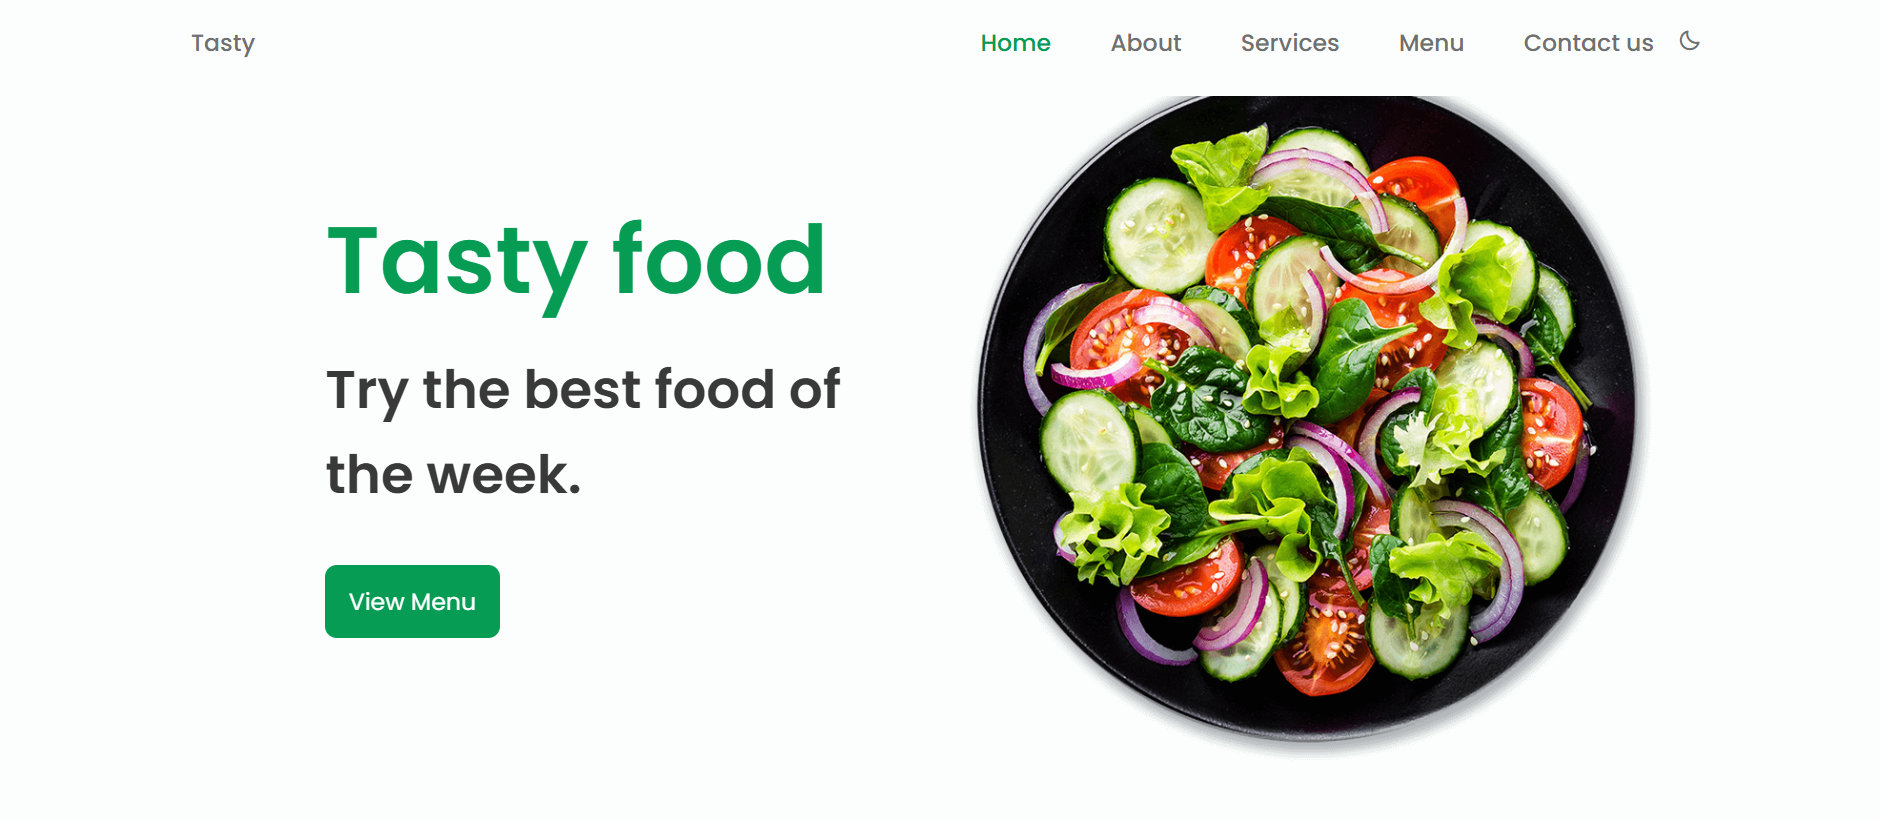 Tasty
Home About Services Menu Contact us
Tasty food
Try the best food of
the week.
View Menu